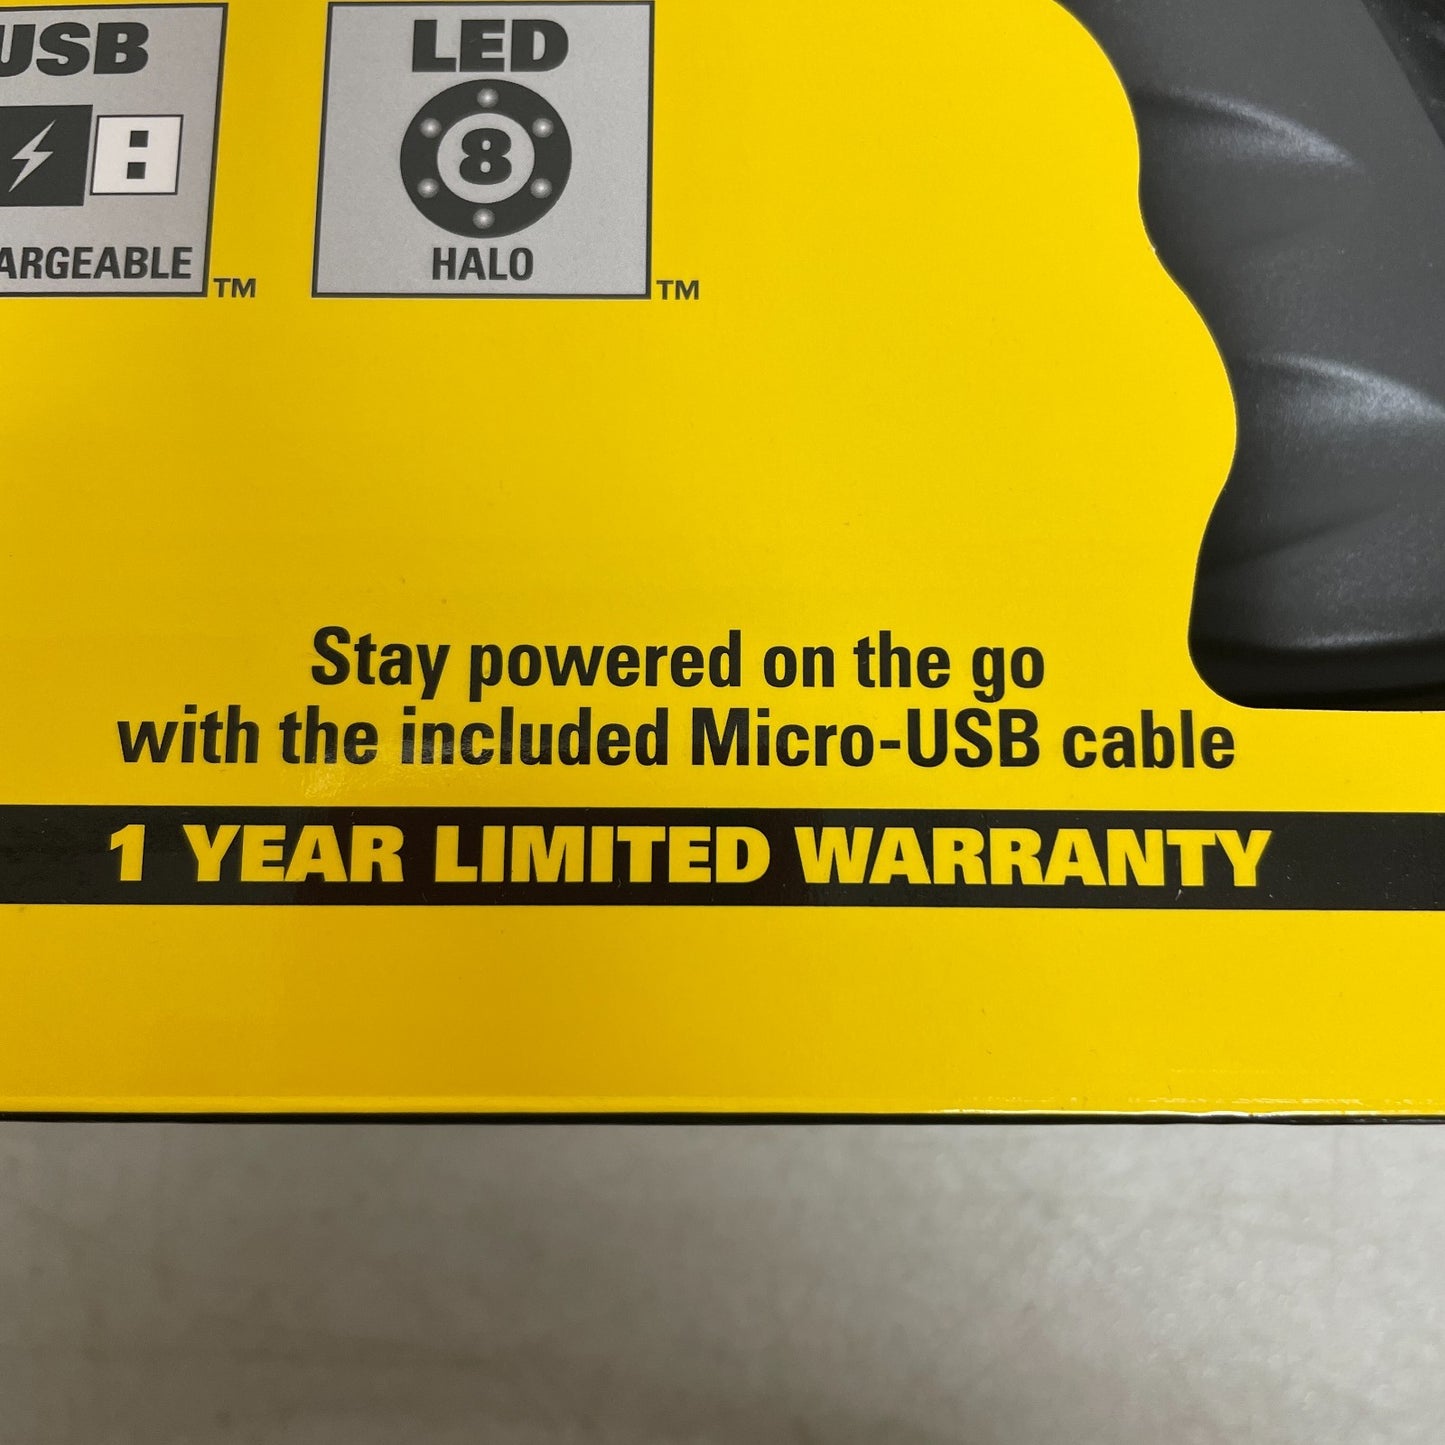 USB
ARGEABLE
TM
LED
8
HALO
TM
Stay powered on the go
with the included Micro-USB cable
1 YEAR LIMITED WARRANTY